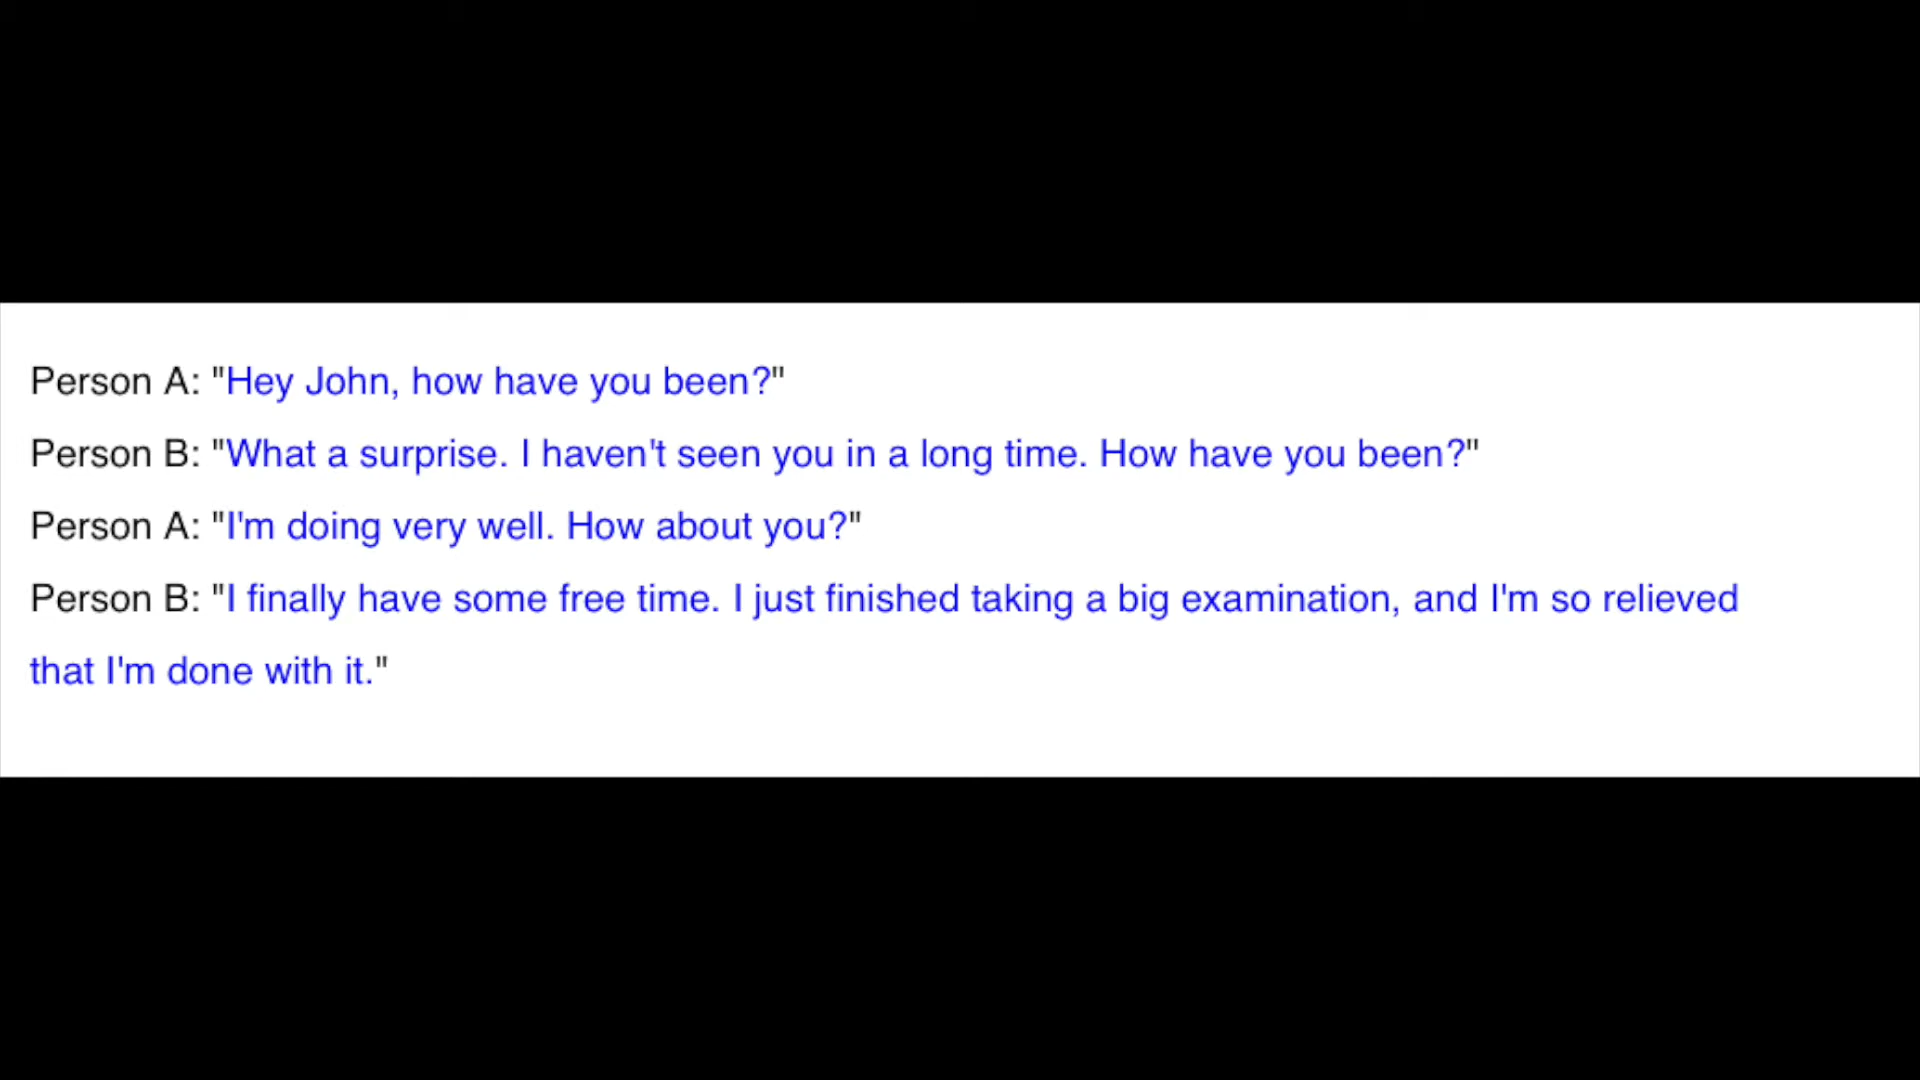 Person A: "Hey John, how have you been?"
Person B: "What a surprise. I haven't seen you in a long time. How have you been?"
Person A: "I'm doing very well. How about you?"
Person B: "I finally have some free time. I just finished taking a big examination, and I'm so relieved
that I'm done with it."